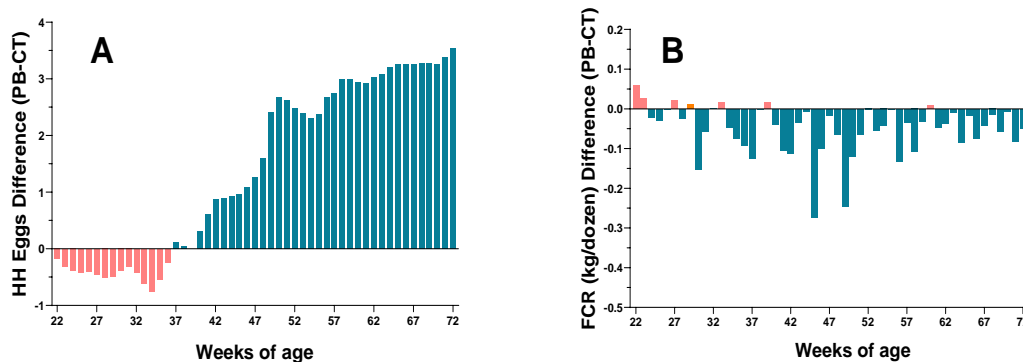 A
HH Eggs Difference (PB-CT)
4
3
2
1
0
-1
22 27 32 37 42 47 52 57 62 67 72
Weeks of age
B
FCR (kg/dozen) Difference (PB-CT)
0.2
0.1
0.0
-0.1
-0.2
-0.3
-0.4
-0.5
22 27 32 37 42 47 52 57 62 67 7
Weeks of age